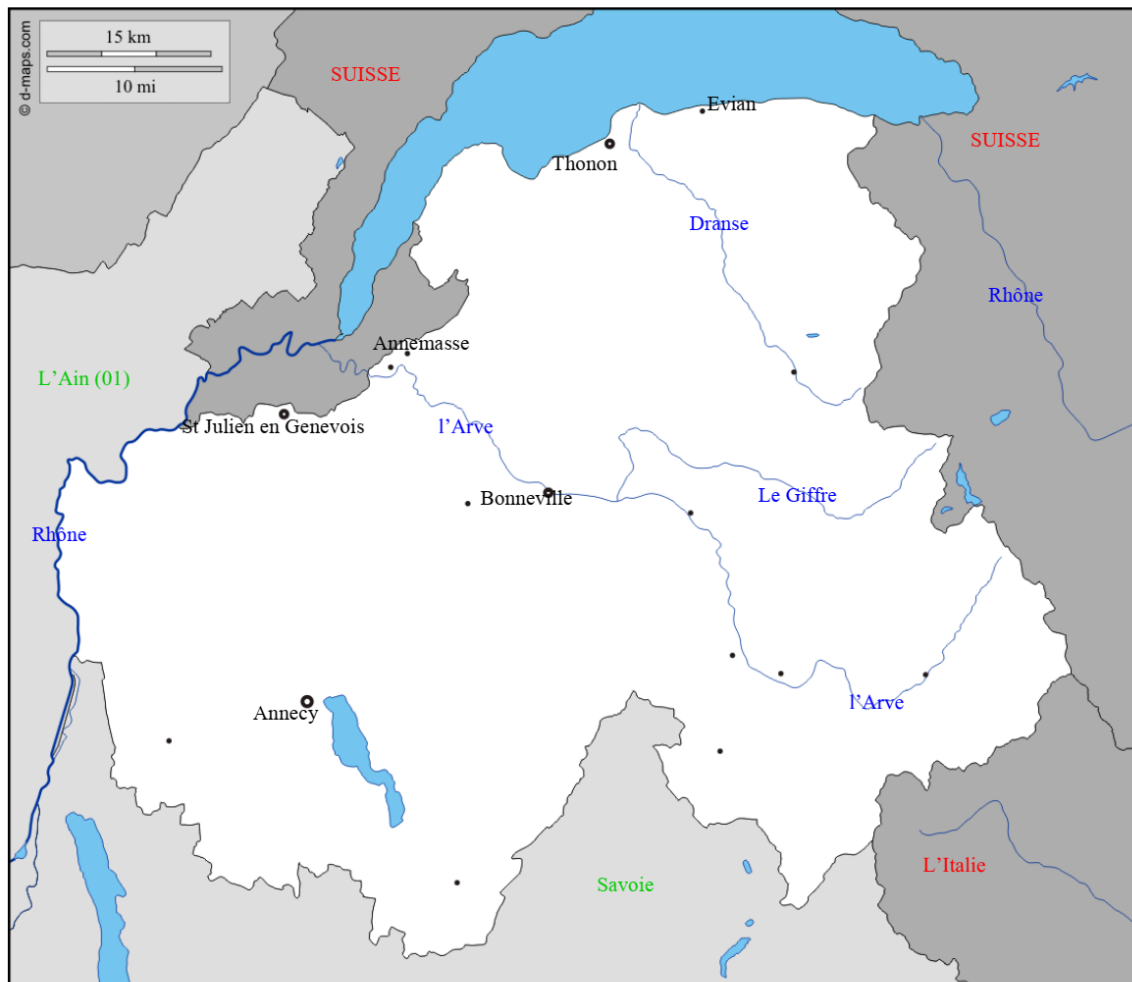 15 km
10 mi
© d-maps.com
SUISSE
Evian
SUISSE
Thonon
Dranse
Rhône
Annemasse
L’Ain (01)
St Julien en Genevois
l’Arve
Bonneville
Le Giffre
Rhône
l’Arve
Annecy
L’Italie
Savoie